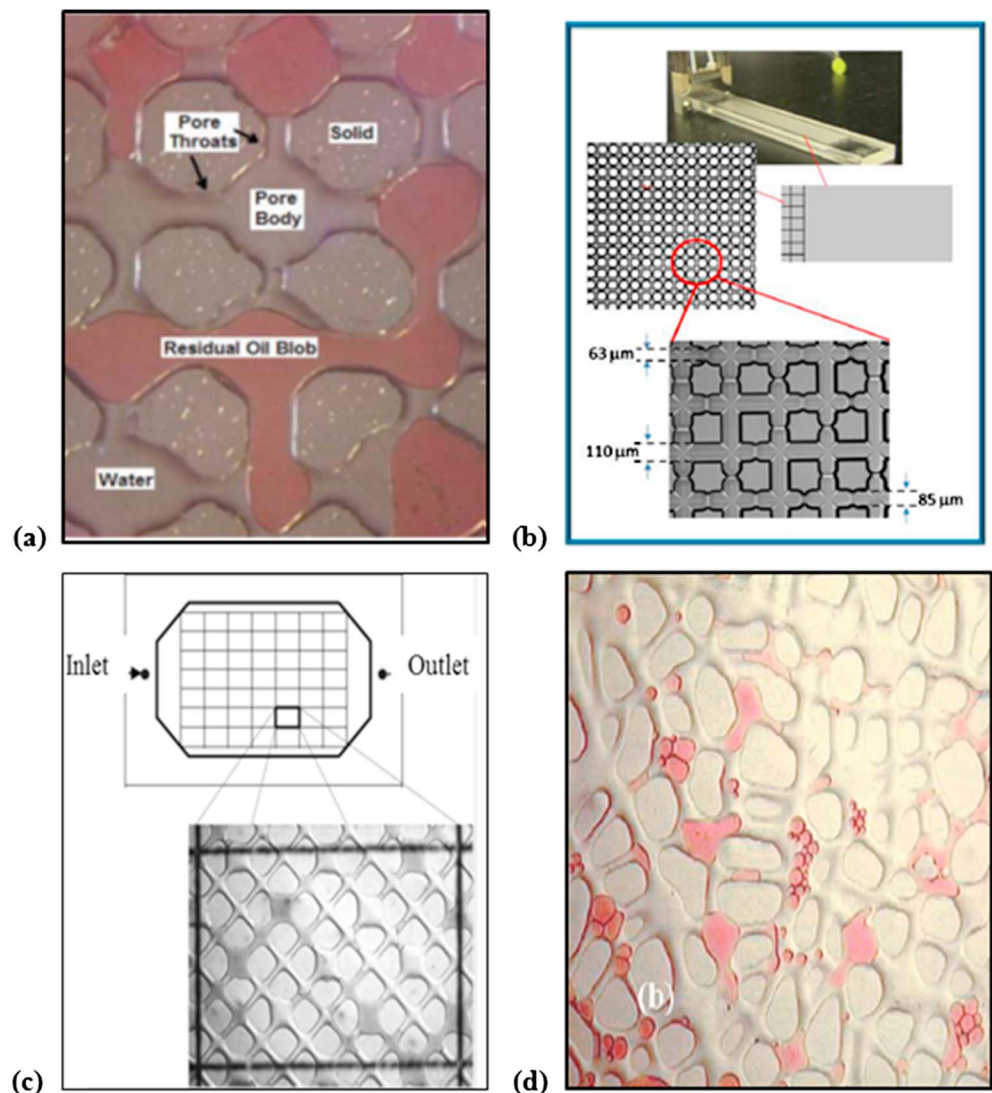 Pore
Throats
Solid
Pore
Body
Residual Oil Blob
Water
(a)
63 µm
110 µm
85 µm
(b)
Inlet
Outlet
(c)
(b)
(d)